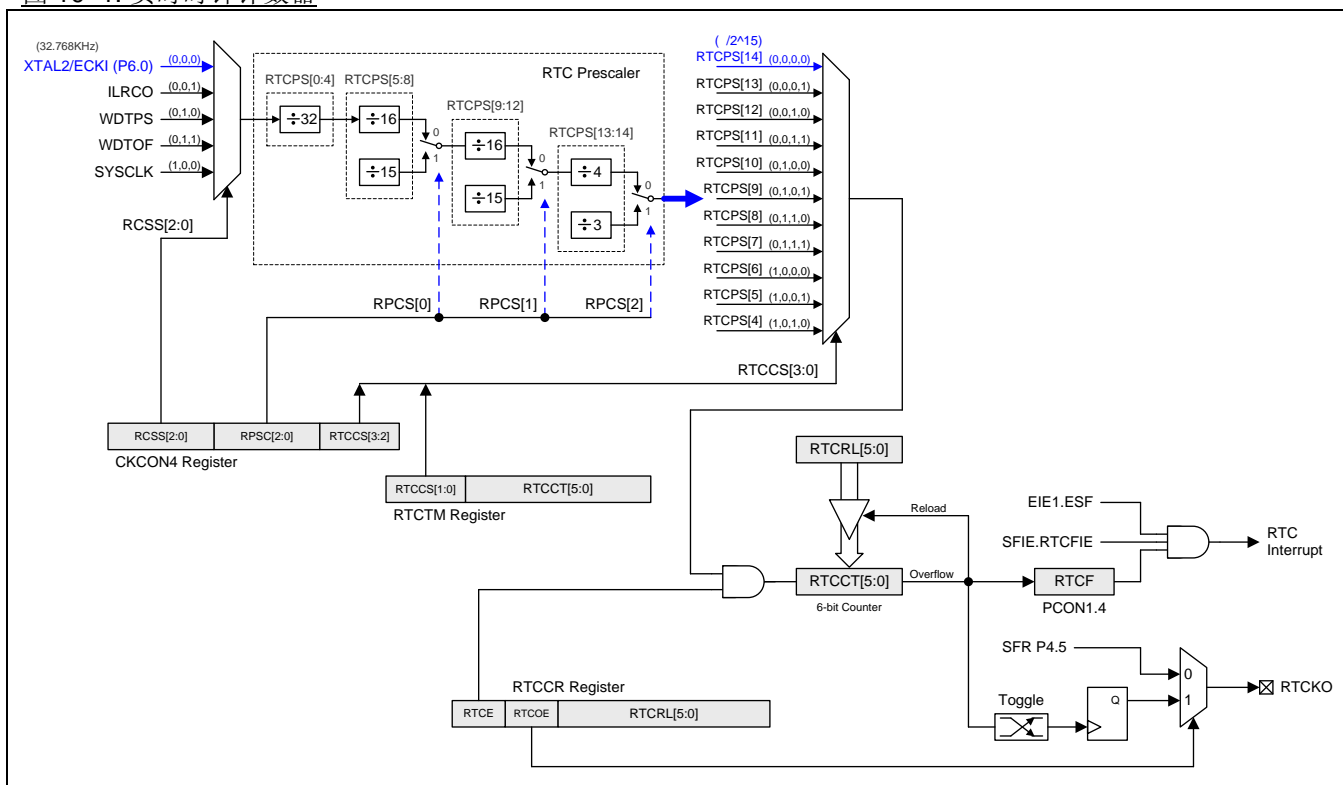 图 实时时钟计数器
(32.768KHz)
XTAL2/ECKI (P6.0) (0,0,0)
ILRCO (0,0,1)
WDTPS (0,1,0)
WDTOF (0,1,1)
SYSCLK (1,0,0)
RCSS[2:0]
RTC Prescaler
RTCPS[0:4]
÷32
RTCPS[5:8]
÷16
÷15
0
1
RTCPS[9:12]
÷16
÷15
0
1
RTCPS[13:14]
÷4
÷3
0
1
RPCS[0]
RPCS[1]
RPCS[2]
( /2^15)
RTCPS[14] (0,0,0,0)
RTCPS[13] (0,0,0,1)
RTCPS[12] (0,0,1,0)
RTCPS[11] (0,0,1,1)
RTCPS[10] (0,1,0,0)
RTCPS[9] (0,1,0,1)
RTCPS[8] (0,1,1,0)
RTCPS[7] (0,1,1,1)
RTCPS[6] (1,0,0,0)
RTCPS[5] (1,0,0,1)
RTCPS[4] (1,0,1,0)
RTCCS[3:0]
RCSS[2:0] RPSC[2:0] RTCCS[3:2]
CKCON4 Register
RTCCS[1:0] RTCCT[5:0]
RTCTM Register
RTCRL[5:0]
Reload
RTCCT[5:0]
Overflow
6-bit Counter
EIE1.ESF
SFIE.RTCFIE
RTC
Interrupt
RTCF
PCON1.4
SFR P4.5
0
1
RTCKO
Toggle
Q
RTCCR Register
RTCE RTCOE RTCRL[5:0]